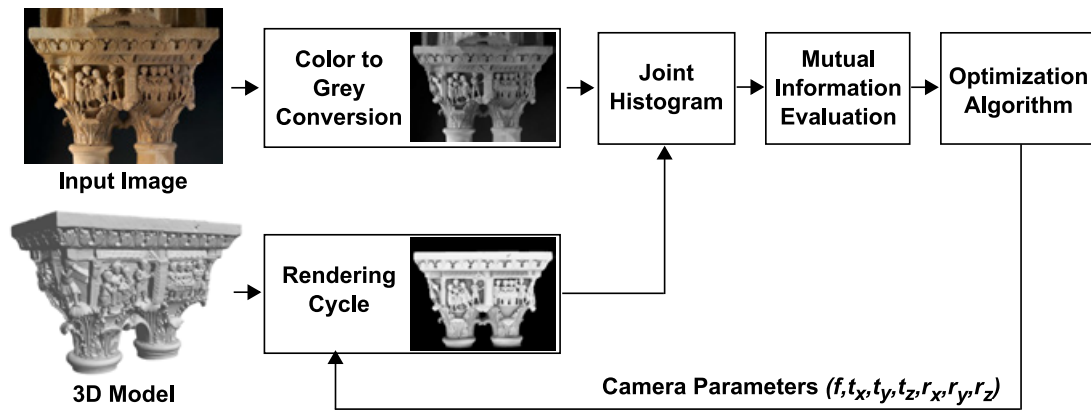 Input Image
Color to
Grey
Conversion
Joint
Histogram
Mutual
Information
Evaluation
Optimization
Algorithm
3D Model
Rendering
Cycle
Camera Parameters (f,tx,ty,tz,rx,ry,rz)